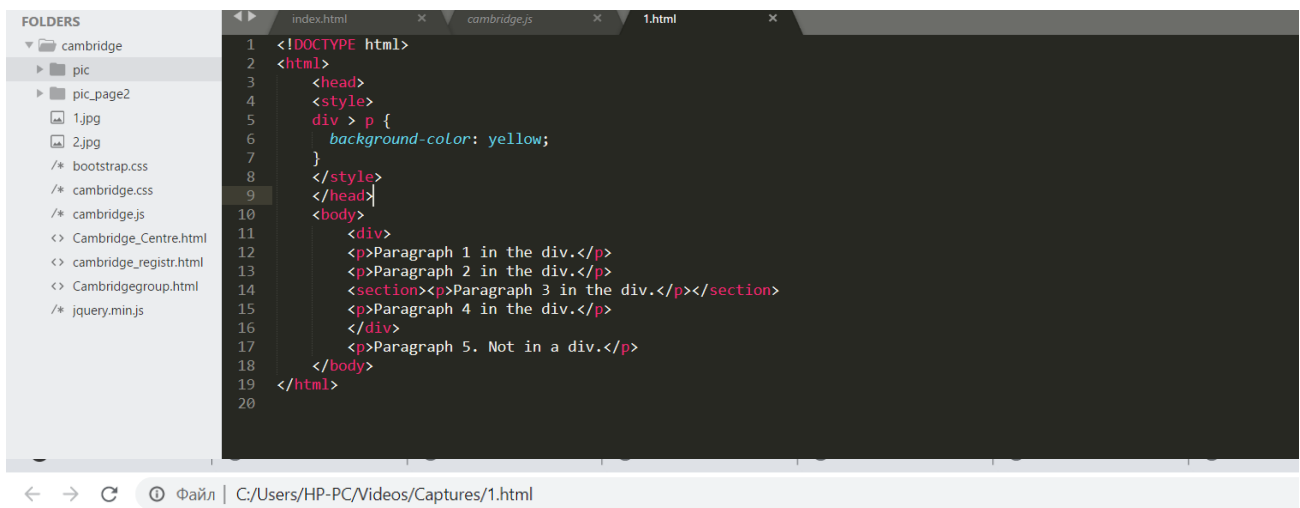 FOLDERS
cambridge
pic
pic_page2
1.jpg
2.jpg
/* bootstrap.css
/* cambridge.css
/* cambridge.js
<> Cambridge_Centre.html
<> cambridge_registr.html
<> Cambridgegroup.html
/* jquery.min.js
index.html × cambridge.js × 1.html ×
1 <!DOCTYPE html>
2 <html>
3 <head>
4 <style>
5 div > p {
6 background-color: yellow;
7 }
8 </style>
9 </head>
10 <body>
11 <div>
12 <p>Paragraph 1 in the div.</p>
13 <p>Paragraph 2 in the div.</p>
14 <section><p>Paragraph 3 in the div.</p></section>
15 <p>Paragraph 4 in the div.</p>
16 </div>
17 <p>Paragraph 5. Not in a div.</p>
18 </body>
19 </html>
20
Файл | C:/Users/HP-PC/Videos/Captures/1.html